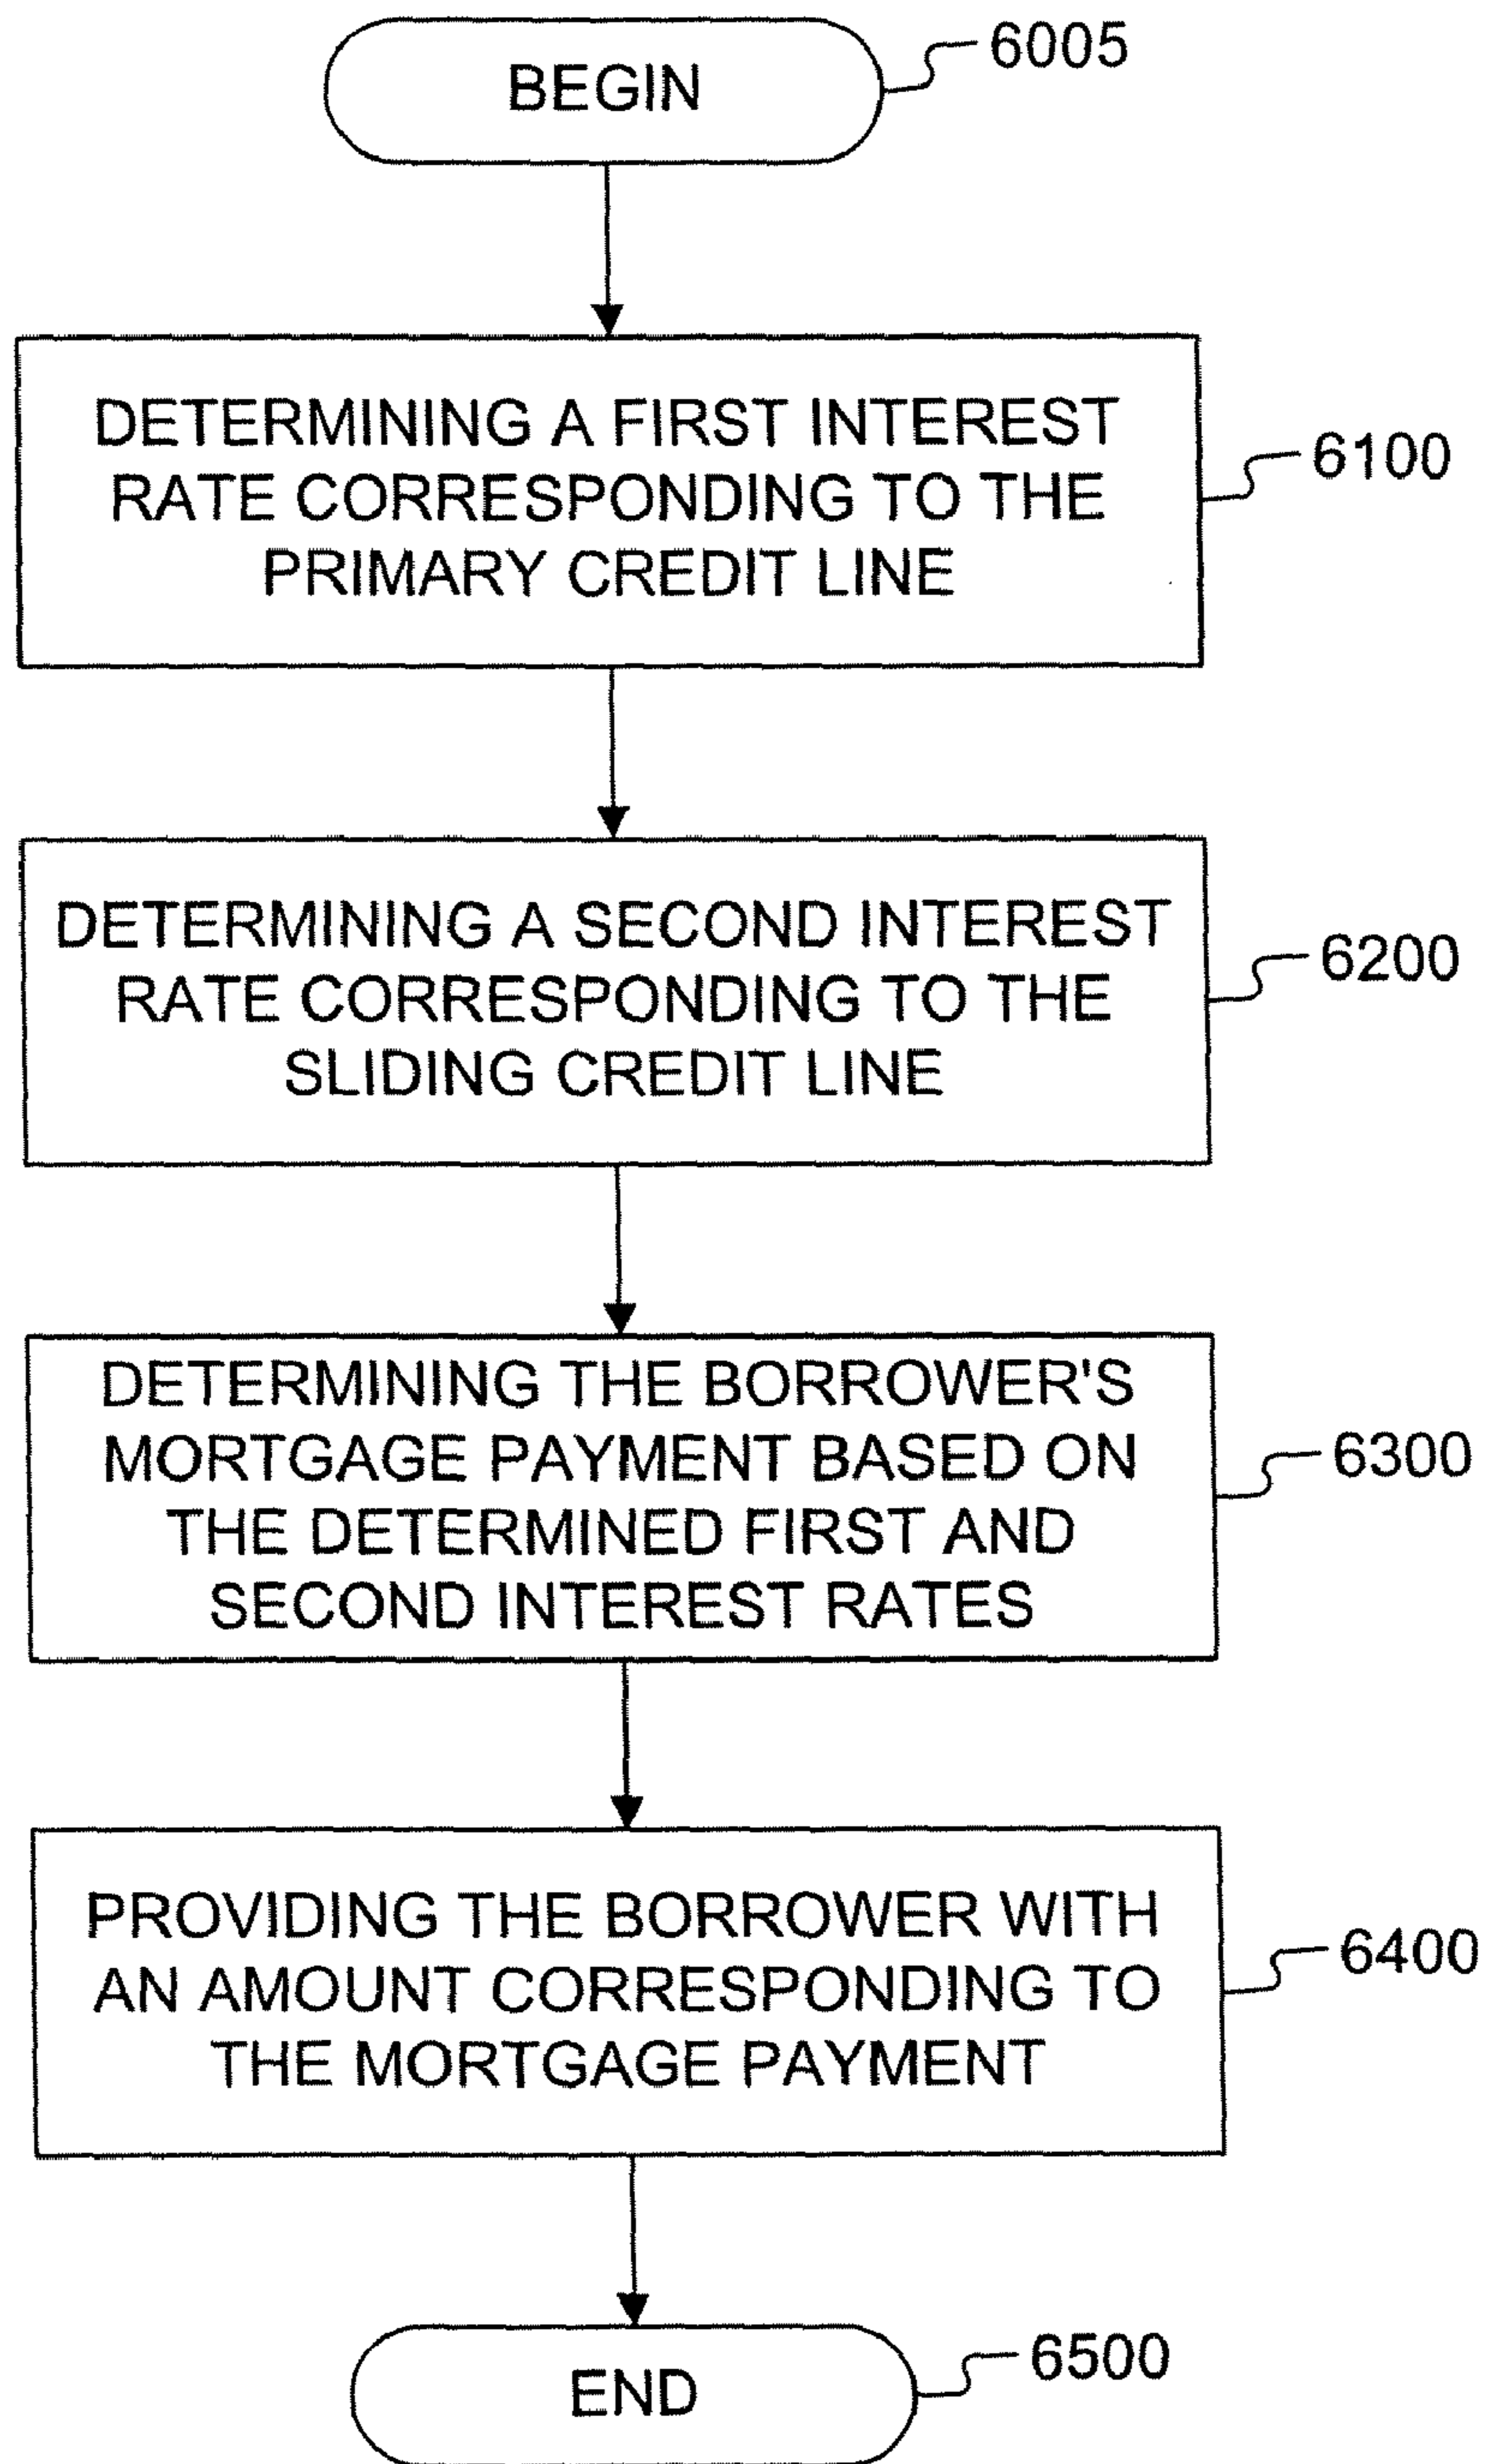 BEGIN
6005
DETERMINING A FIRST INTEREST
RATE CORRESPONDING TO THE
PRIMARY CREDIT LINE
6100
DETERMINING A SECOND INTEREST
RATE CORRESPONDING TO THE
SLIDING CREDIT LINE
6200
DETERMINING THE BORROWER'S
MORTGAGE PAYMENT BASED ON
THE DETERMINED FIRST AND
SECOND INTEREST RATES
6300
PROVIDING THE BORROWER WITH
AN AMOUNT CORRESPONDING TO
THE MORTGAGE PAYMENT
6400
END
6500